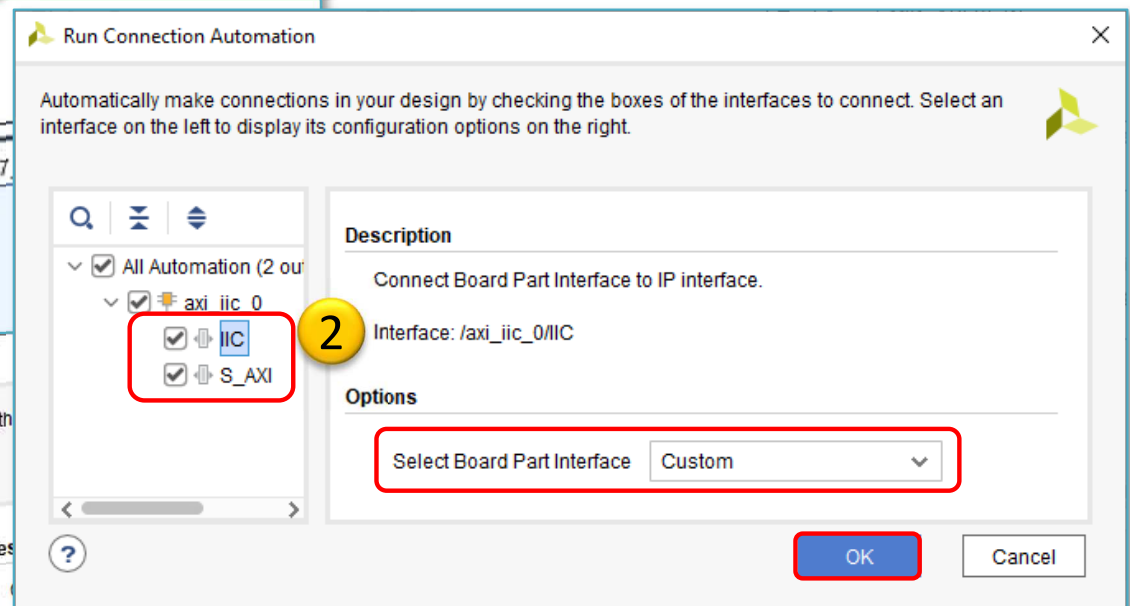 Run Connection Automation
Automatically make connections in your design by checking the boxes of the interfaces to connect. Select an
interface on the left to display its configuration options on the right.
All Automation (2 out
axi_iic_0
IIC
S_AXI
2
Description
Connect Board Part Interface to IP interface.
Interface: /axi_iic_0/IIC
Options
Select Board Part Interface
Custom
?
OK
Cancel